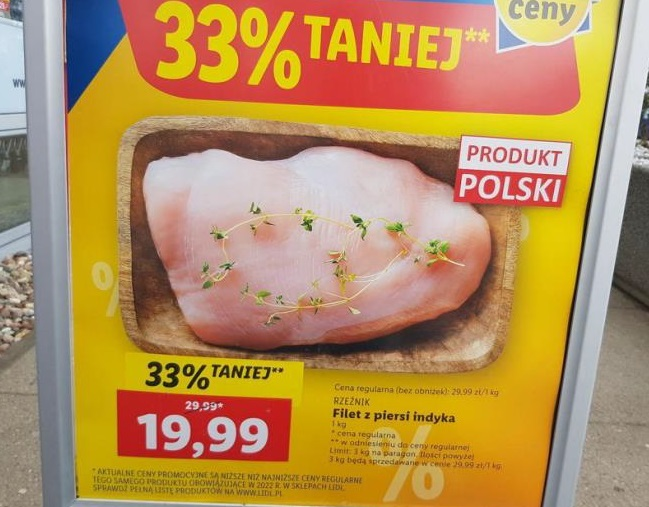 ceny
33% TANIEJ**
PRODUKT
POLSKI
33% TANIEJ**
29,99*
19,99
Cena regularna (bez obniżek): 29,99 zł/1 kg
RZEŹNIK
Filet z piersi indyka
1 kg
* cena regularna
** w odniesieniu do ceny regularnej
Limit: 3 kg na paragon. Ilości powyżej
3 kg będą sprzedawane w cenie 29,99 zł/1 kg
* AKTUALNE CENY PROMOCYJNE SĄ NIŻSZE NIŻ NAJNIŻSZE CENY REGULARNE
TEGO SAMEGO PRODUKTU OBOWIĄZUJĄCE W 2022 R. W SKLEPACH LIDL.
SPRAWDŹ PEŁNĄ LISTĘ PRODUKTÓW NA WWW.LIDL.PL
%
%